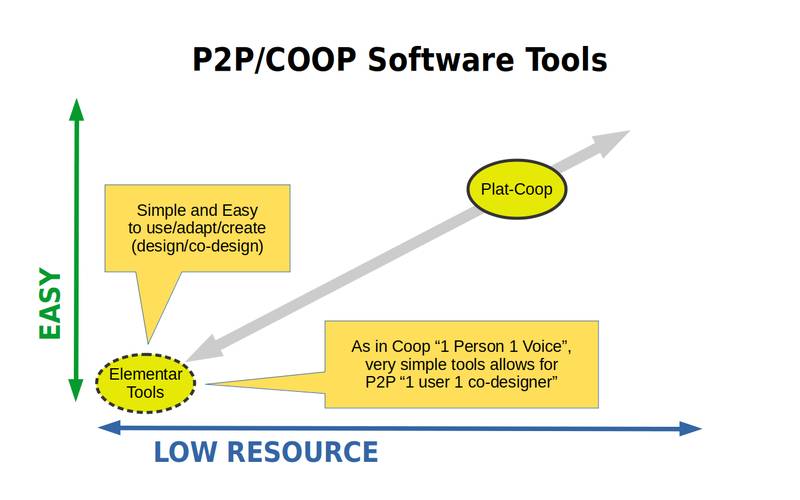 P2P/COOP Software Tools
Plat-Coop
Simple and Easy
to use/adapt/create
(design/co-design)
EASY
As in Coop “1 Person 1 Voice”,
very simple tools allows for
P2P “1 user 1 co-designer”
Elementar
Tools
LOW RESOURCE